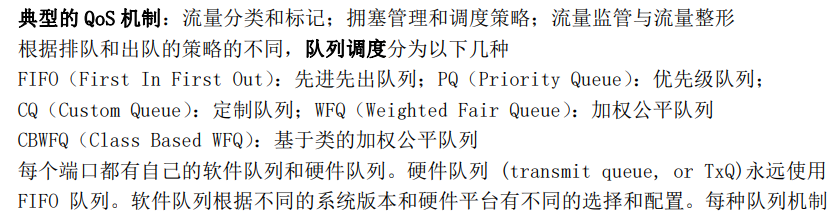 典型的 QoS 机制：流量分类和标记；拥塞管理和调度策略；流量监管与流量整形
根据排队和出队的策略的不同，队列调度分为以下几种
FIFO（First In First Out）：先进先出队列；PQ（Priority Queue）：优先级队列；
CQ（Custom Queue）：定制队列；WFQ（Weighted Fair Queue）：加权公平队列
CBWFQ（Class Based WFQ）：基于类的加权公平队列
每个端口都有自己的软件队列和硬件队列。硬件队列 (transmit queue, or TxQ)永远使用
FIFO 队列。软件队列根据不同的系统版本和硬件平台有不同的选择和配置。每种队列机制